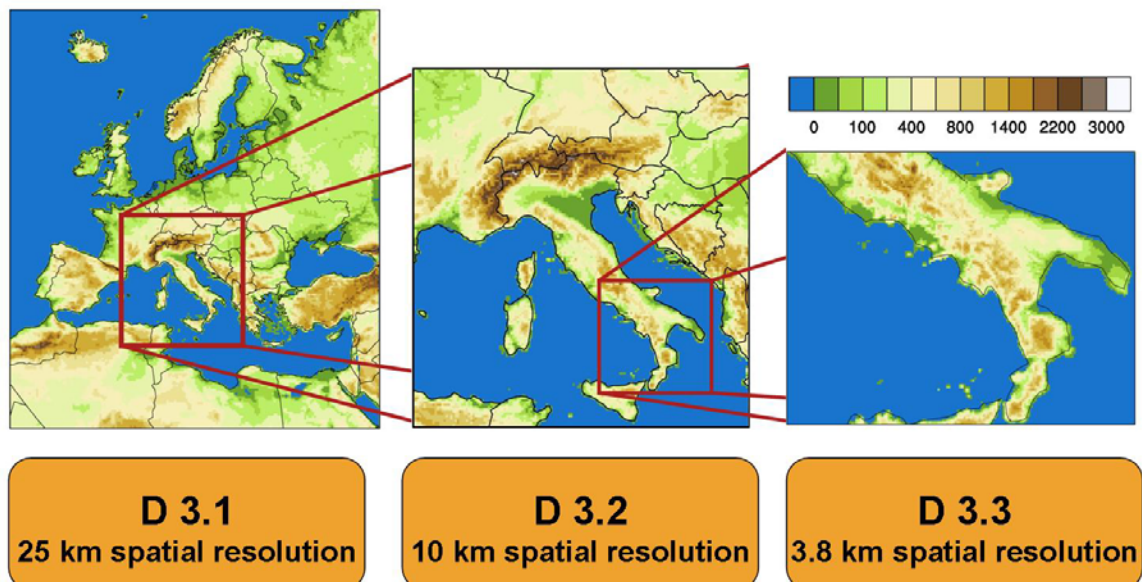 0 100 400 800 1400 2200 3000
D 3.1
25 km spatial resolution
D 3.2
10 km spatial resolution
D 3.3
3.8 km spatial resolution